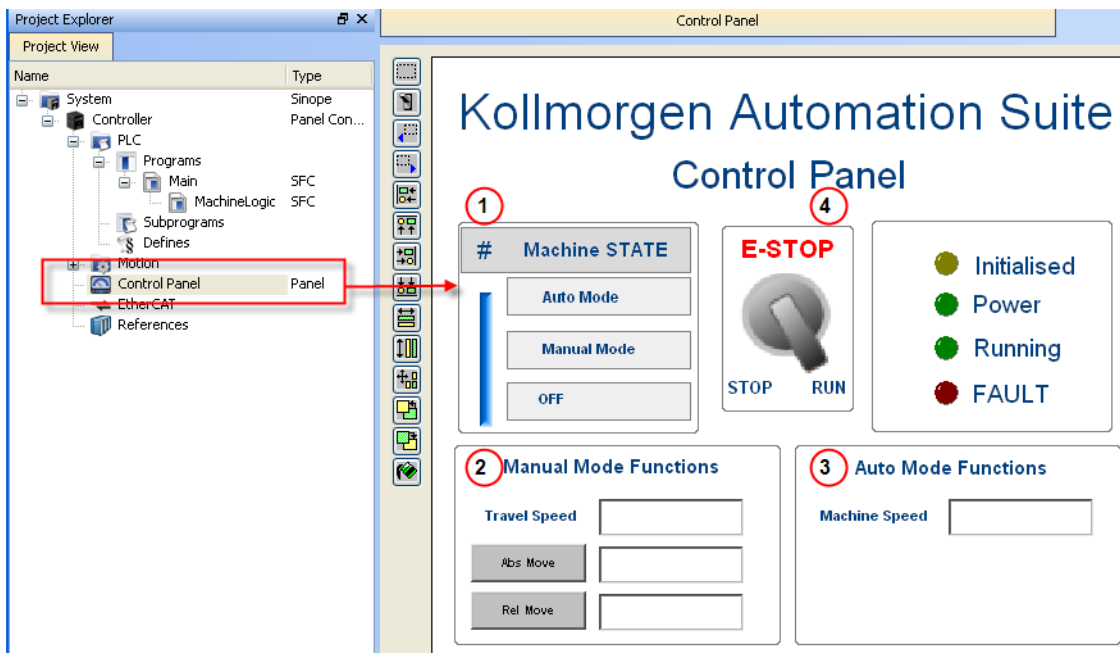 Project Explorer
Project View
Name Type
System Sinope
Controller Panel Con...
PLC
Programs
Main SFC
MachineLogic SFC
Subprograms
Defines
Motion
Control Panel Panel
EtherCAT
References
Control Panel
Kollmorgen Automation Suite
Control Panel
1
# Machine STATE
Auto Mode
Manual Mode
OFF
4
E-STOP
STOP RUN
Initialised
Power
Running
FAULT
2 Manual Mode Functions
Travel Speed
Abs Move
Rel Move
3 Auto Mode Functions
Machine Speed